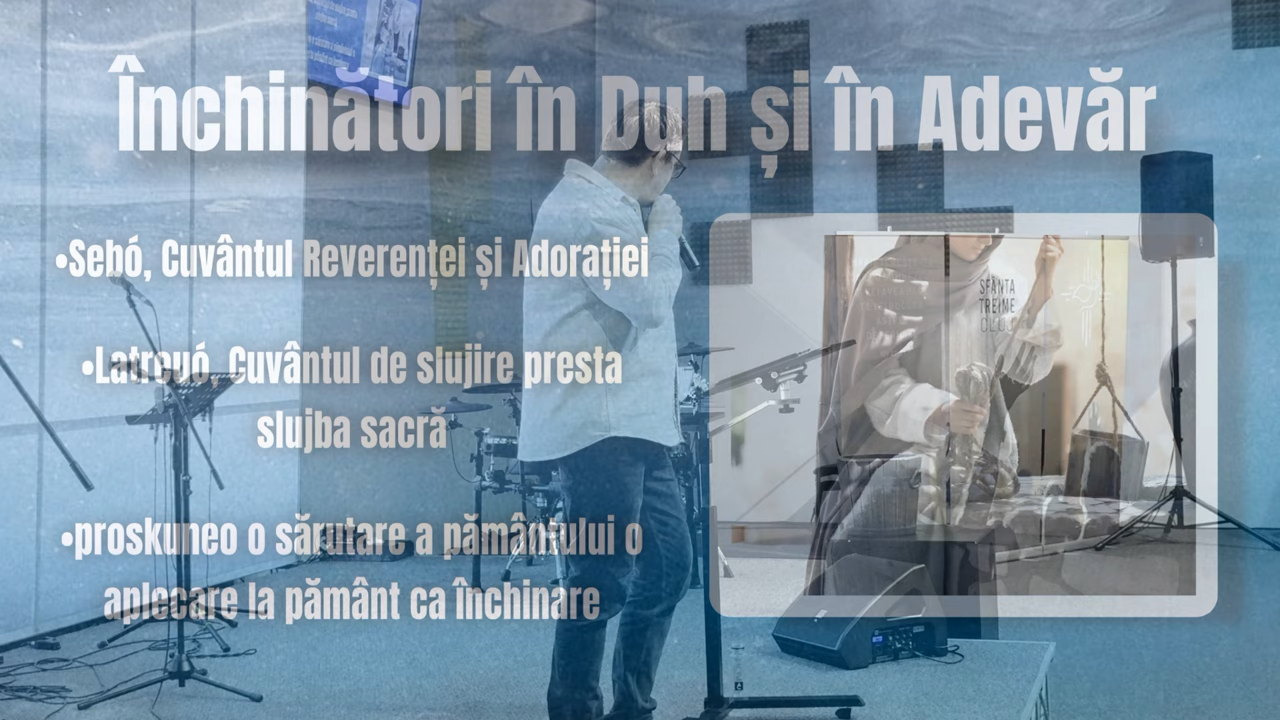 Închinători în Duh și în Adevăr
•Sebó, Cuvântul Reverenței și Adorației
•Latreuó, Cuvântul de slujire presta
slujba sacră
•proskuneo o sărutare a pământului o
aplecare la pământ ca închinare
SFÂNTA
TREIME
CLUJ